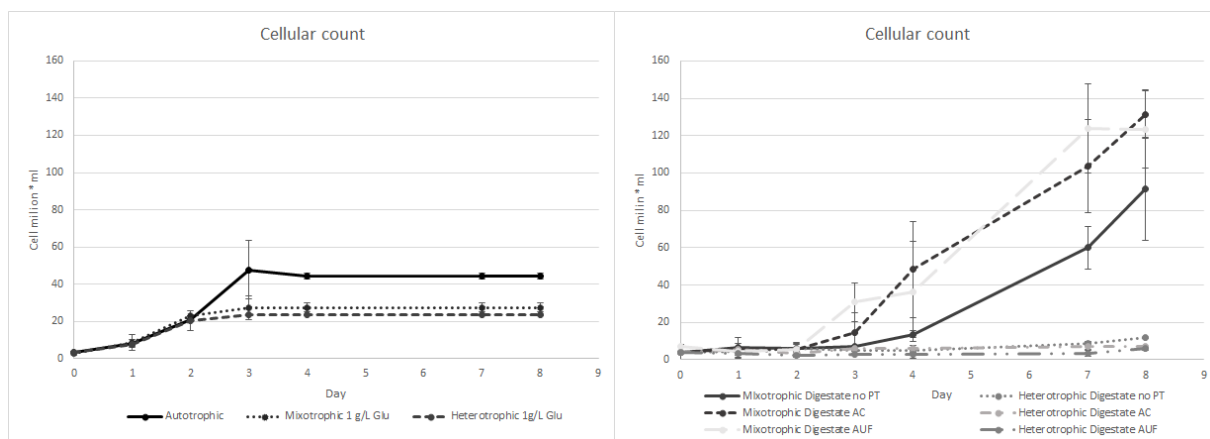 Cellular count
Cell milion * ml
160
140
120
100
80
60
40
20
0
0 1 2 3 4 5 6 7 8 9
Day
Autotrophic Mixotrophic 1 g/L Glu Heterotrophic 1g/L Glu
Cellular count
Cell milin * ml
160
140
120
100
80
60
40
20
0
0 1 2 3 4 5 6 7 8 9
Day
Mixotrophic Digestate no PT Heterotrophic Digestate no PT
Mixotrophic Digestate AC Heterotrophic Digestate AC
Mixotrophic Digestate AUF Heterotrophic Digestate AUF